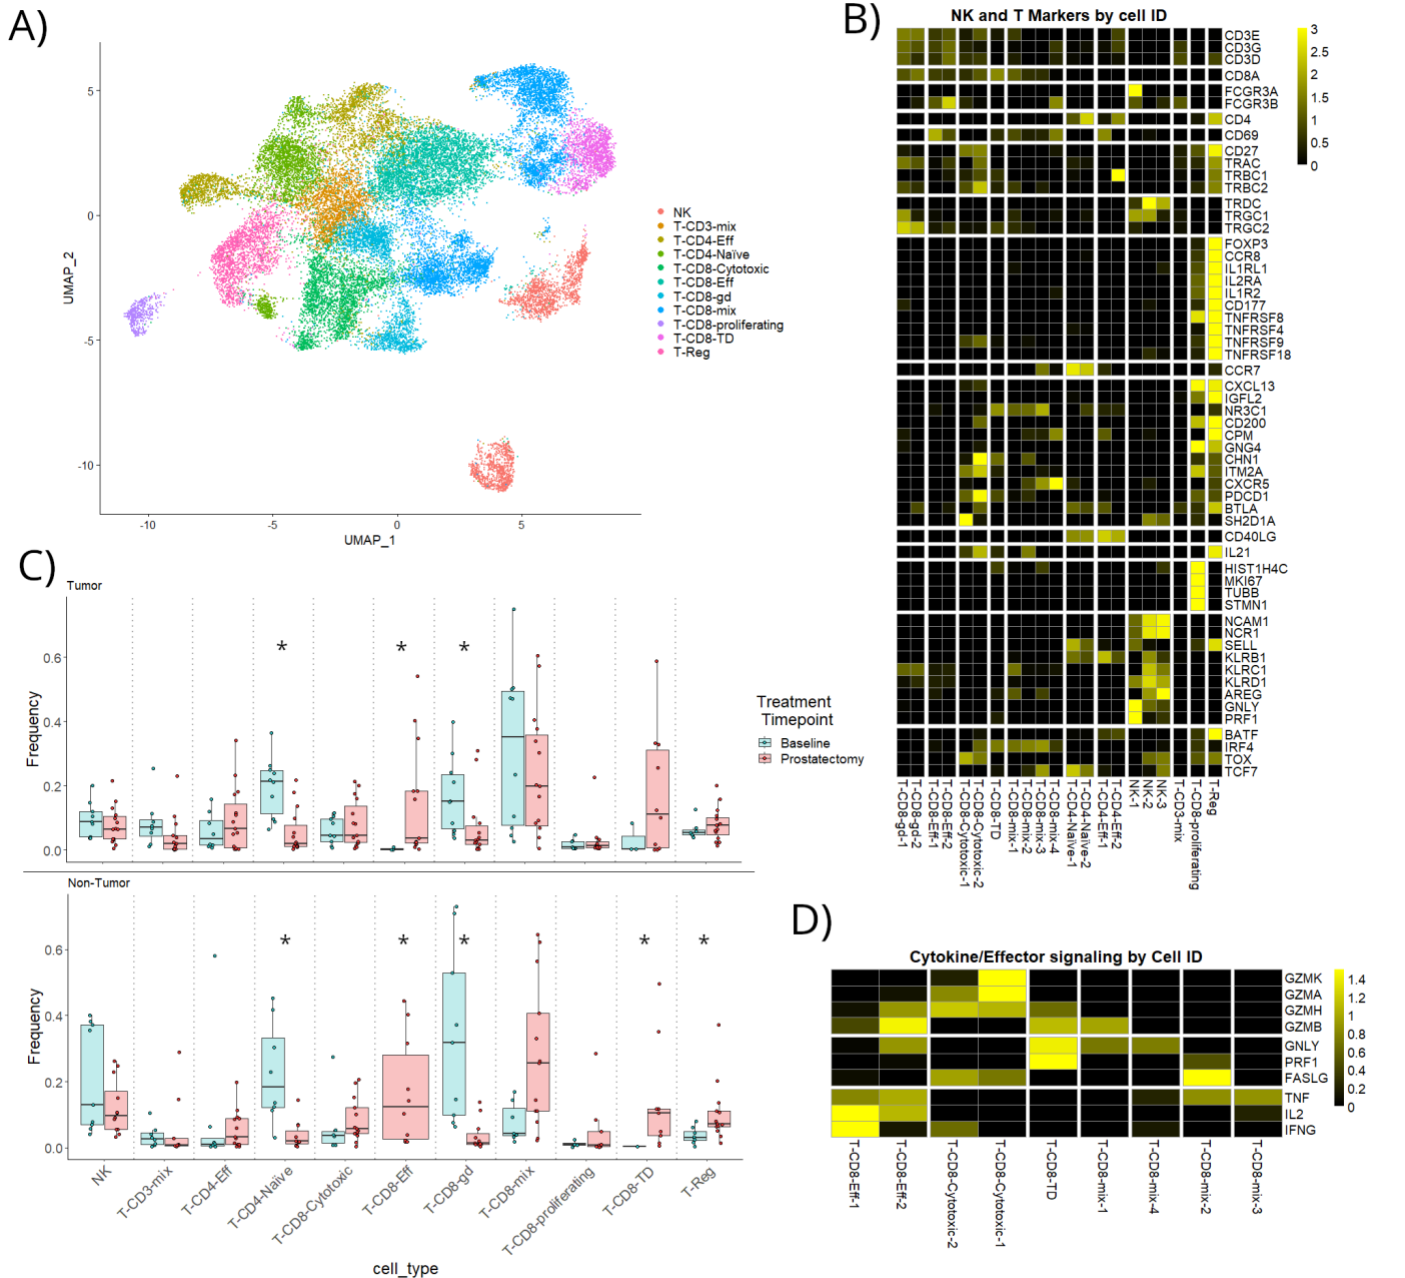 A)
5
0
-5
-10
-10
-5
0
5
UMAP_2
UMAP_1
NK
T-CD3-mix
T-CD4-Eff
T-CD4-Naïve
T-CD8-Cytotoxic
T-CD8-Eff
T-CD8-gd
T-CD8-mix
T-CD8-proliferating
T-CD8-TD
T-Reg
B)
NK and T Markers by cell ID
3
2.5
2
1.5
1
0.5
0
CD3E
CD3G
CD3D
CD8A
FCGR3A
FCGR3B
CD4
CD69
CD27
TRAC
TRBC1
TRBC2
TRDC
TRGC1
TRGC2
FOXP3
CCR8
IL1RL1
IL2RA
IL1R2
CD177
TNFRSF8
TNFRSF4
TNFRSF9
TNFRSF18
CCR7
CXCL13
IGFL2
NR3C1
CD200
CPM
GNG4
CHN1
ITM2A
CXCR5
PDCD1
BTLA
SH2D1A
CD40LG
IL21
HIST1H4C
MKI67
TUBB
STMN1
NCAM1
NCR1
SELL
KLRB1
KLRC1
KLRD1
AREG
GNLY
PRF1
BATF
IRF4
TOX
TCF7
T-CD8-gd-1
T-CD8-gd-2
T-CD8-Eff-1
T-CD8-Eff-2
T-CD8-Cytotoxic-1
T-CD8-Cytotoxic-2
T-CD8-TD
T-CD8-mix-1
T-CD8-mix-2
T-CD8-mix-3
T-CD8-mix-4
T-CD4-Naïve-1
T-CD4-Naïve-2
T-CD4-Eff-1
T-CD4-Eff-2
NK-1
NK-2
NK-3
T-CD3-mix
T-CD8-proliferating
T-Reg
C)
Tumor
0.6
0.4
0.2
0.0
Frequency
*
*
*
Treatment
Timepoint
Baseline
Prostatectomy
Non-Tumor
0.6
0.4
0.2
0.0
Frequency
*
*
*
*
*
NK
T-CD3-mix
T-CD4-Eff
T-CD4-Naïve
T-CD8-Cytotoxic
T-CD8-Eff
T-CD8-gd
T-CD8-mix
T-CD8-proliferating
T-CD8-TD
T-Reg
cell_type
D)
Cytokine/Effector signaling by Cell ID
1.4
1.2
1
0.8
0.6
0.4
0.2
0
GZMK
GZMA
GZMH
GZMB
GNLY
PRF1
FASLG
TNF
IL2
IFNG
T-CD8-Eff-1
T-CD8-Eff-2
T-CD8-Cytotoxic-2
T-CD8-Cytotoxic-1
T-CD8-TD
T-CD8-mix-1
T-CD8-mix-4
T-CD8-mix-2
T-CD8-mix-3